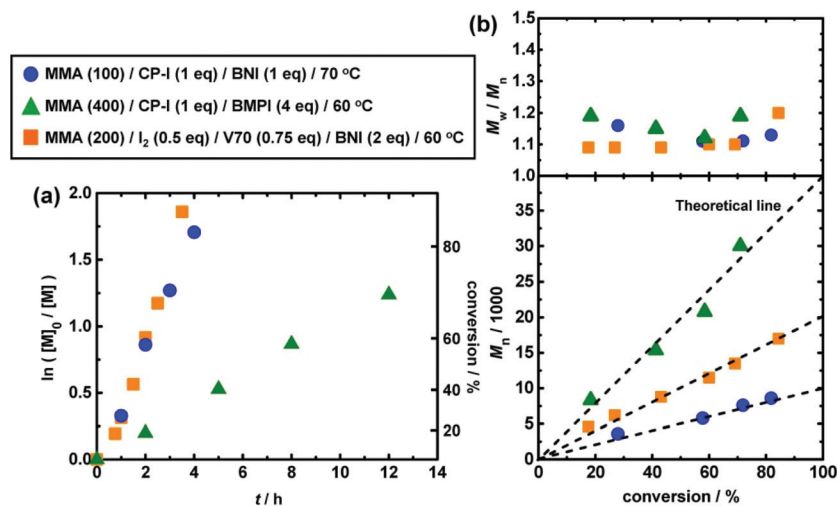 MMA (100) / CP-I (1 eq) / BNI (1 eq) / 70 °C
MMA (400) / CP-I (1 eq) / BMPI (4 eq) / 60 °C
MMA (200) / I₂ (0.5 eq) / V70 (0.75 eq) / BNI (2 eq) / 60 °C
(a)
ln ( [M]₀ / [M] )
2.0
1.5
1.0
0.5
0.0
0 2 4 6 8 10 12 14
t / h
80
60
40
20
conversion / %
(b)
Mw / Mn
1.5
1.4
1.3
1.2
1.1
1.0
Theoretical line
Mn / 1000
35
30
25
20
15
10
5
0
20 40 60 80 100
conversion / %